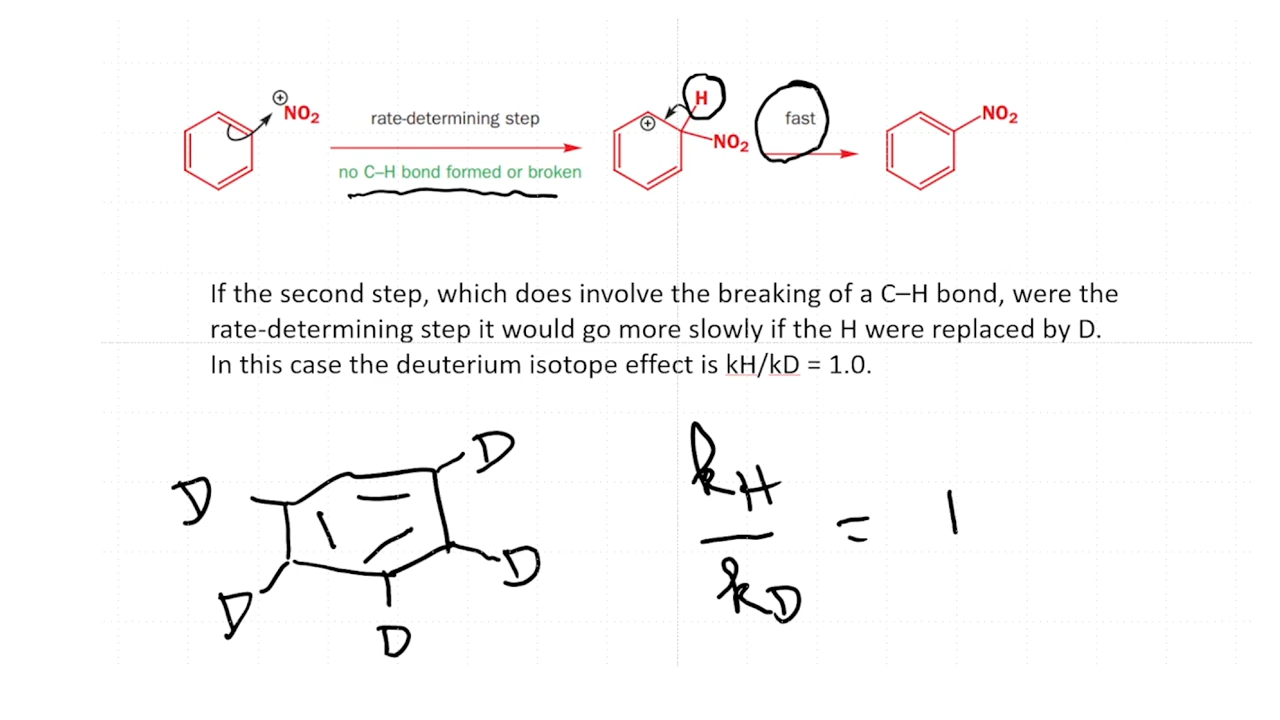 ⊕
NO₂
rate-determining step
no C–H bond formed or broken
H
⊕
NO₂
fast
NO₂
If the second step, which does involve the breaking of a C–H bond, were the
rate-determining step it would go more slowly if the H were replaced by D.
In this case the deuterium isotope effect is kH/kD = 1.0.
D
D
D
D
D
kH
kD
= 1